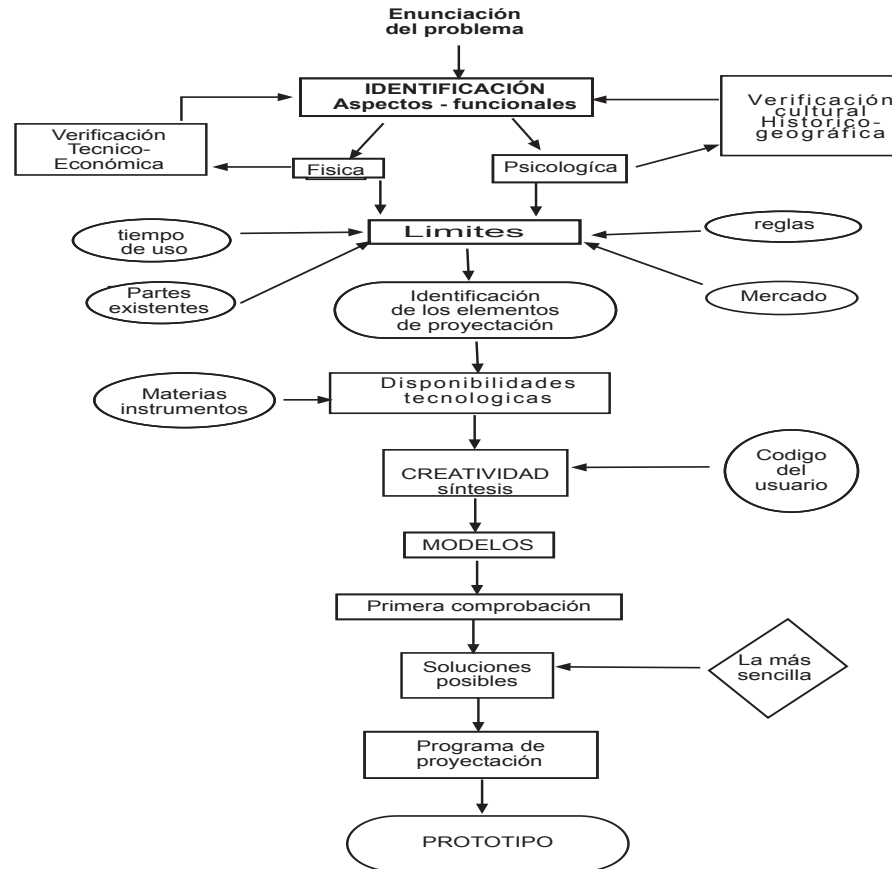 Enunciación
del problema
IDENTIFICACIÓN
Aspectos - funcionales
Verificación
Tecnico-
Económica
Verificación
cultural
Historico-
geográfica
Fisica
Psicologíca
tiempo
de uso
Limites
reglas
Partes
existentes
Identificación
de los elementos
de proyectación
Mercado
Materias
instrumentos
Disponibilidades
tecnologicas
CREATIVIDAD
síntesis
Codigo
del
usuario
MODELOS
Primera comprobación
Soluciones
posibles
La más
sencilla
Programa de
proyectación
PROTOTIPO